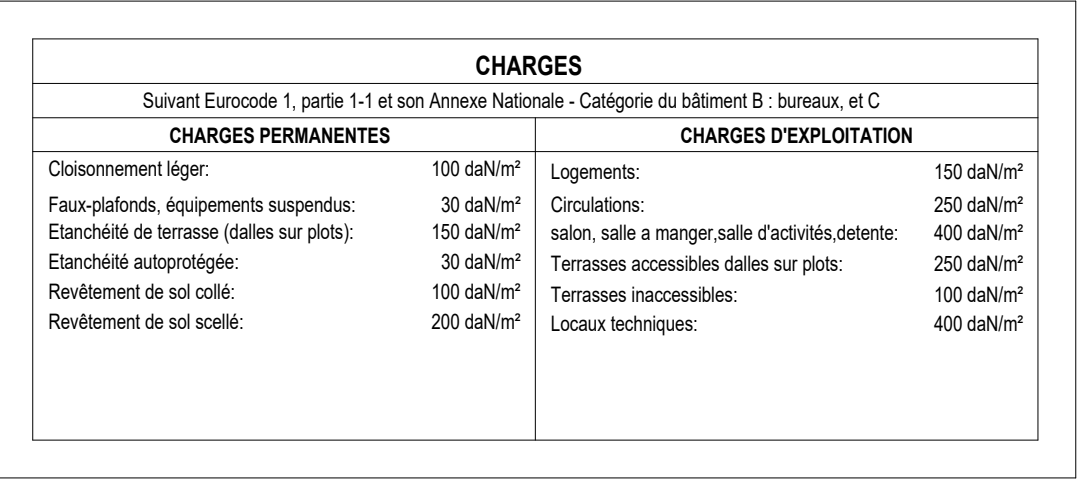 CHARGES
Suivant Eurocode 1, partie 1-1 et son Annexe Nationale - Catégorie du bâtiment B : bureaux, et C
CHARGES PERMANENTES
Cloisonnement léger: 100 daN/m²
Faux-plafonds, équipements suspendus: 30 daN/m²
Etanchéité de terrasse (dalles sur plots): 150 daN/m²
Etanchéité autoprotégée: 30 daN/m²
Revêtement de sol collé: 100 daN/m²
Revêtement de sol scellé: 200 daN/m²
CHARGES D'EXPLOITATION
Logements: 150 daN/m²
Circulations: 250 daN/m²
salon, salle a manger,salle d'activités,detente: 400 daN/m²
Terrasses accessibles dalles sur plots: 250 daN/m²
Terrasses inaccessibles: 100 daN/m²
Locaux techniques: 400 daN/m²